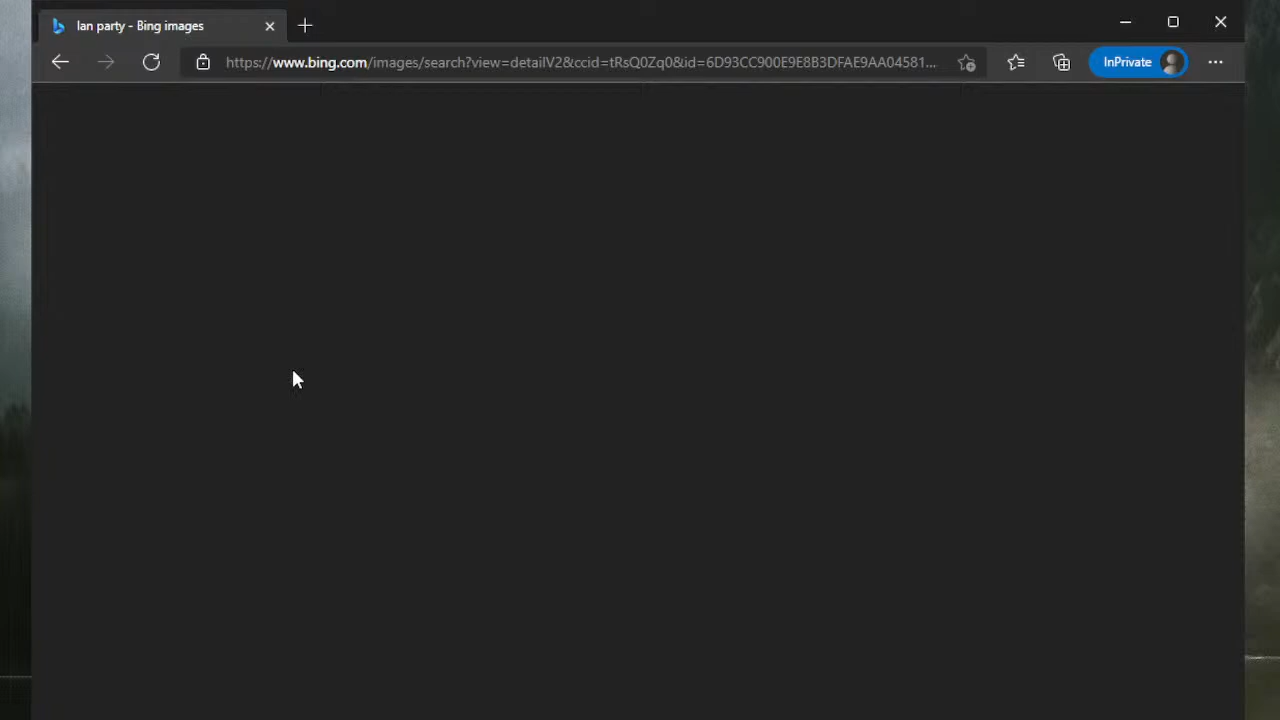 lan party - Bing images
https://www.bing.com/images/search?view=detailV2&ccid=tRsQ0Zq0&id=6D93CC900E9E8B3DFAE9AA04581...
InPrivate